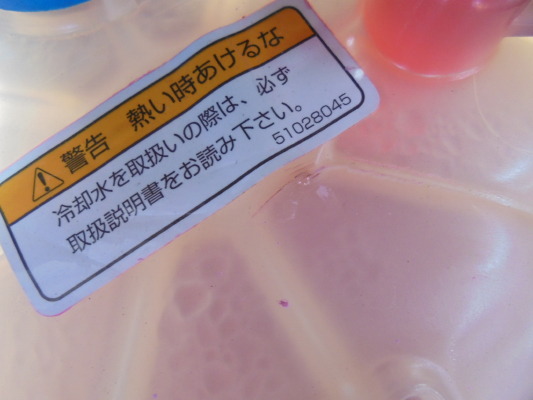 警告 熱い時あけるな
冷却水を取扱いの際は、必ず
取扱説明書をお読み下さい。
51028045